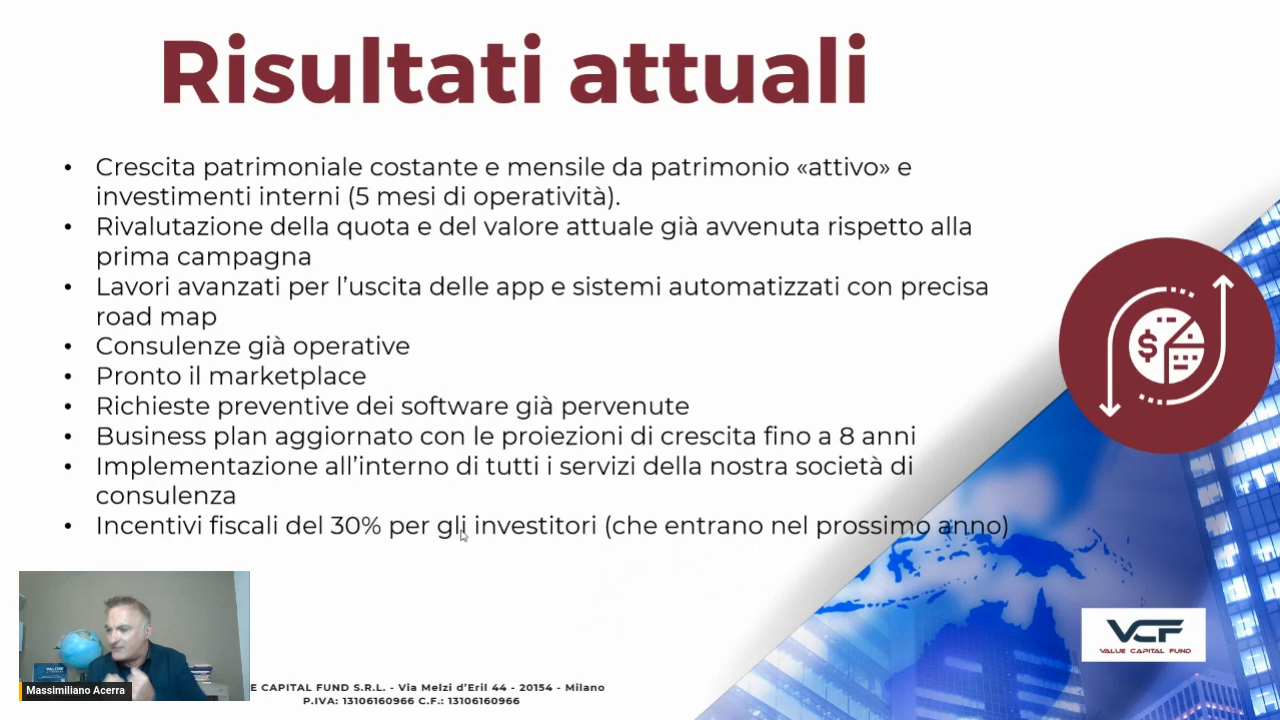 Risultati attuali
• Crescita patrimoniale costante e mensile da patrimonio «attivo» e
investimenti interni (5 mesi di operatività).
• Rivalutazione della quota e del valore attuale già avvenuta rispetto alla
prima campagna
• Lavori avanzati per l’uscita delle app e sistemi automatizzati con precisa
road map
• Consulenze già operative
• Pronto il marketplace
• Richieste preventive dei software già pervenute
• Business plan aggiornato con le proiezioni di crescita fino a 8 anni
• Implementazione all’interno di tutti i servizi della nostra società di
consulenza
• Incentivi fiscali del 30% per gli investitori (che entrano nel prossimo anno)
$
VCF
VALUE CAPITAL FUND
VALORE
Massimiliano Acerra
E CAPITAL FUND S.R.L. - Via Melzi d’Eril 44 - 20154 - Milano
P.IVA: 13106160966 C.F.: 13106160966